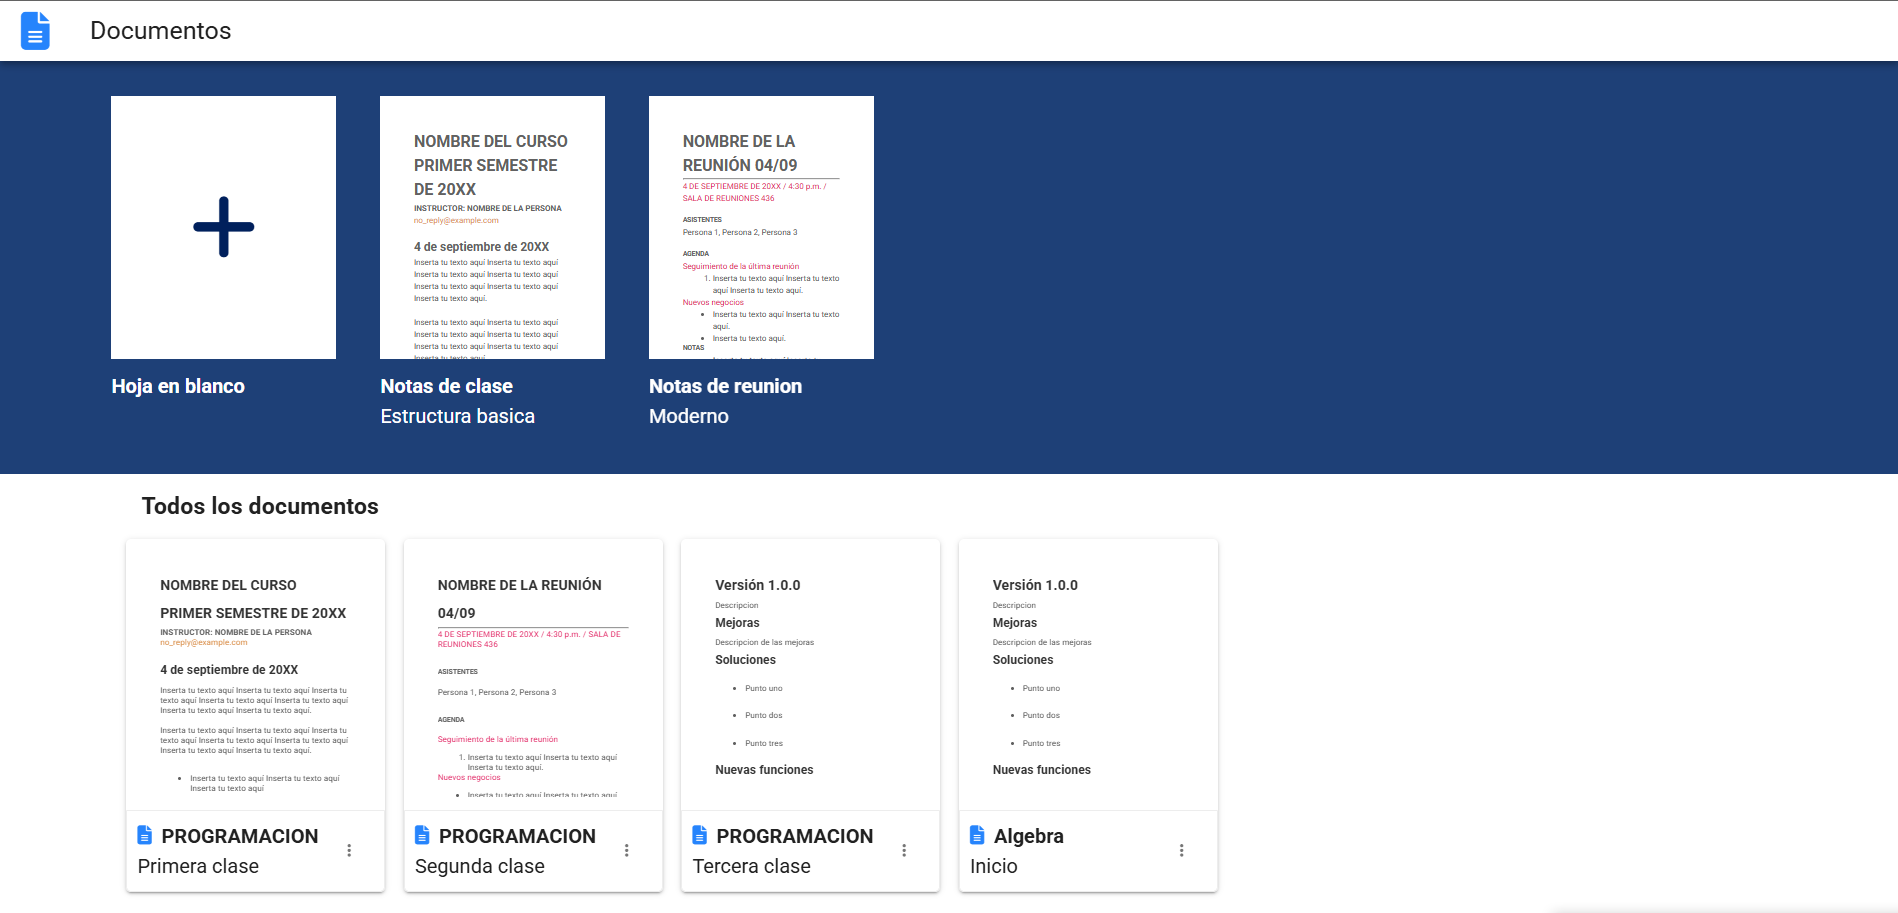 Documentos
NOMBRE DEL CURSO
PRIMER SEMESTRE
DE 20XX
INSTRUCTOR: NOMBRE DE LA PERSONA
no_reply@example.com
4 de septiembre de 20XX
Inserta tu texto aquí Inserta tu texto aquí
Inserta tu texto aquí Inserta tu texto aquí
Inserta tu texto aquí Inserta tu texto aquí
Inserta tu texto aquí.
Inserta tu texto aquí Inserta tu texto aquí
Inserta tu texto aquí Inserta tu texto aquí
Inserta tu texto aquí Inserta tu texto aquí
Inserta tu texto aquí
NOMBRE DE LA
REUNIÓN 04/09
4 DE SEPTIEMBRE DE 20XX / 4:30 p.m. /
SALA DE REUNIONES 436
ASISTENTES
Persona 1, Persona 2, Persona 3
AGENDA
Seguimiento de la última reunión
1. Inserta tu texto aquí Inserta tu texto
aquí Inserta tu texto aquí.
Nuevos negocios
• Inserta tu texto aquí Inserta tu texto
aquí.
• Inserta tu texto aquí.
NOTAS
Hoja en blanco
Notas de clase
Estructura basica
Notas de reunion
Moderno
Todos los documentos
NOMBRE DEL CURSO
PRIMER SEMESTRE DE 20XX
INSTRUCTOR: NOMBRE DE LA PERSONA
no_reply@example.com
4 de septiembre de 20XX
Inserta tu texto aquí Inserta tu texto aquí Inserta tu
texto aquí Inserta tu texto aquí Inserta tu texto aquí
Inserta tu texto aquí Inserta tu texto aquí.
Inserta tu texto aquí Inserta tu texto aquí Inserta tu
texto aquí Inserta tu texto aquí Inserta tu texto aquí
Inserta tu texto aquí Inserta tu texto aquí.
• Inserta tu texto aquí Inserta tu texto aquí
Inserta tu texto aquí
PROGRAMACION
Primera clase
NOMBRE DE LA REUNIÓN
04/09
4 DE SEPTIEMBRE DE 20XX / 4:30 p.m. / SALA DE
REUNIONES 436
ASISTENTES
Persona 1, Persona 2, Persona 3
AGENDA
Seguimiento de la última reunión
1. Inserta tu texto aquí Inserta tu texto aquí
Inserta tu texto aquí.
Nuevos negocios
• Inserta tu texto aquí Inserta tu texto aquí
PROGRAMACION
Segunda clase
Versión 1.0.0
Descripcion
Mejoras
Descripcion de las mejoras
Soluciones
• Punto uno
• Punto dos
• Punto tres
Nuevas funciones
PROGRAMACION
Tercera clase
Versión 1.0.0
Descripcion
Mejoras
Descripcion de las mejoras
Soluciones
• Punto uno
• Punto dos
• Punto tres
Nuevas funciones
Algebra
Inicio